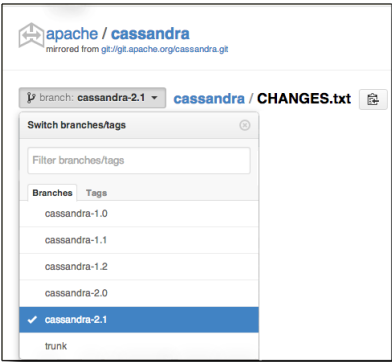 apache / cassandra
mirrored from git://git.apache.org/cassandra.git
branch: cassandra-2.1 cassandra / CHANGES.txt
Switch branches/tags
Filter branches/tags
Branches Tags
cassandra-1.0
cassandra-1.1
cassandra-1.2
cassandra-2.0
cassandra-2.1
trunk